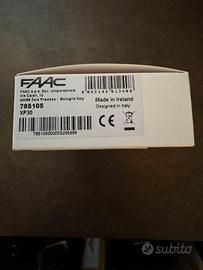 FAAC
FAAC s.p.a. Soc. Unipersonale
Via Calari, 10
40069 Zola Predosa - Bologna Italy
785105
XP30
Made in Ireland
Designed in Italy
CE
subito